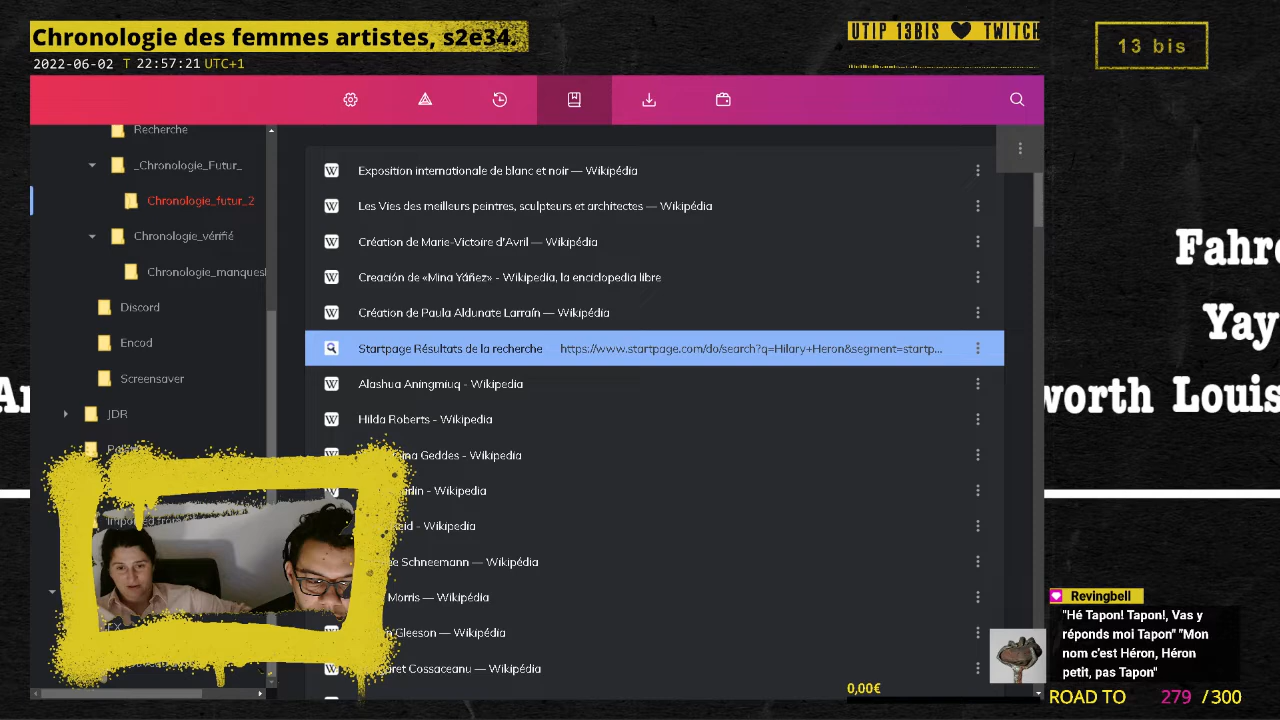 Chronologie des femmes artistes, s2e34.
2022-06-02 T 22:57:21 UTC+1
UTIP 13BIS ♥ TWITCH
13 bis
Recherche
_Chronologie_Futur_
Chronologie_futur_2
Chronologie_vérifié
Chronologie_manques
Discord
Encod
Screensaver
JDR
Imported from
FX
Exposition internationale de blanc et noir — Wikipédia
Les Vies des meilleurs peintres, sculpteurs et architectes — Wikipédia
Création de Marie-Victoire d'Avril — Wikipédia
Creación de «Mina Yáñez» - Wikipedia, la enciclopedia libre
Création de Paula Aldunate Larraín — Wikipédia
Startpage Résultats de la recherche https://www.startpage.com/do/search?q=Hilary+Heron&segment=startp...
Alashua Aningmiuq - Wikipedia
Hilda Roberts - Wikipedia
na Geddes - Wikipedia
rlin - Wikipedia
eid - Wikipedia
e Schneemann — Wikipédia
Morris — Wikipédia
Gleeson — Wikipédia
ret Cossaceanu — Wikipédia
Fahr
Yay
worth Louis
Revingbell
"Hé Tapon! Tapon!, Vas y
réponds moi Tapon" "Mon
nom c'est Héron, Héron
petit, pas Tapon"
0,00€
ROAD TO 279 / 300